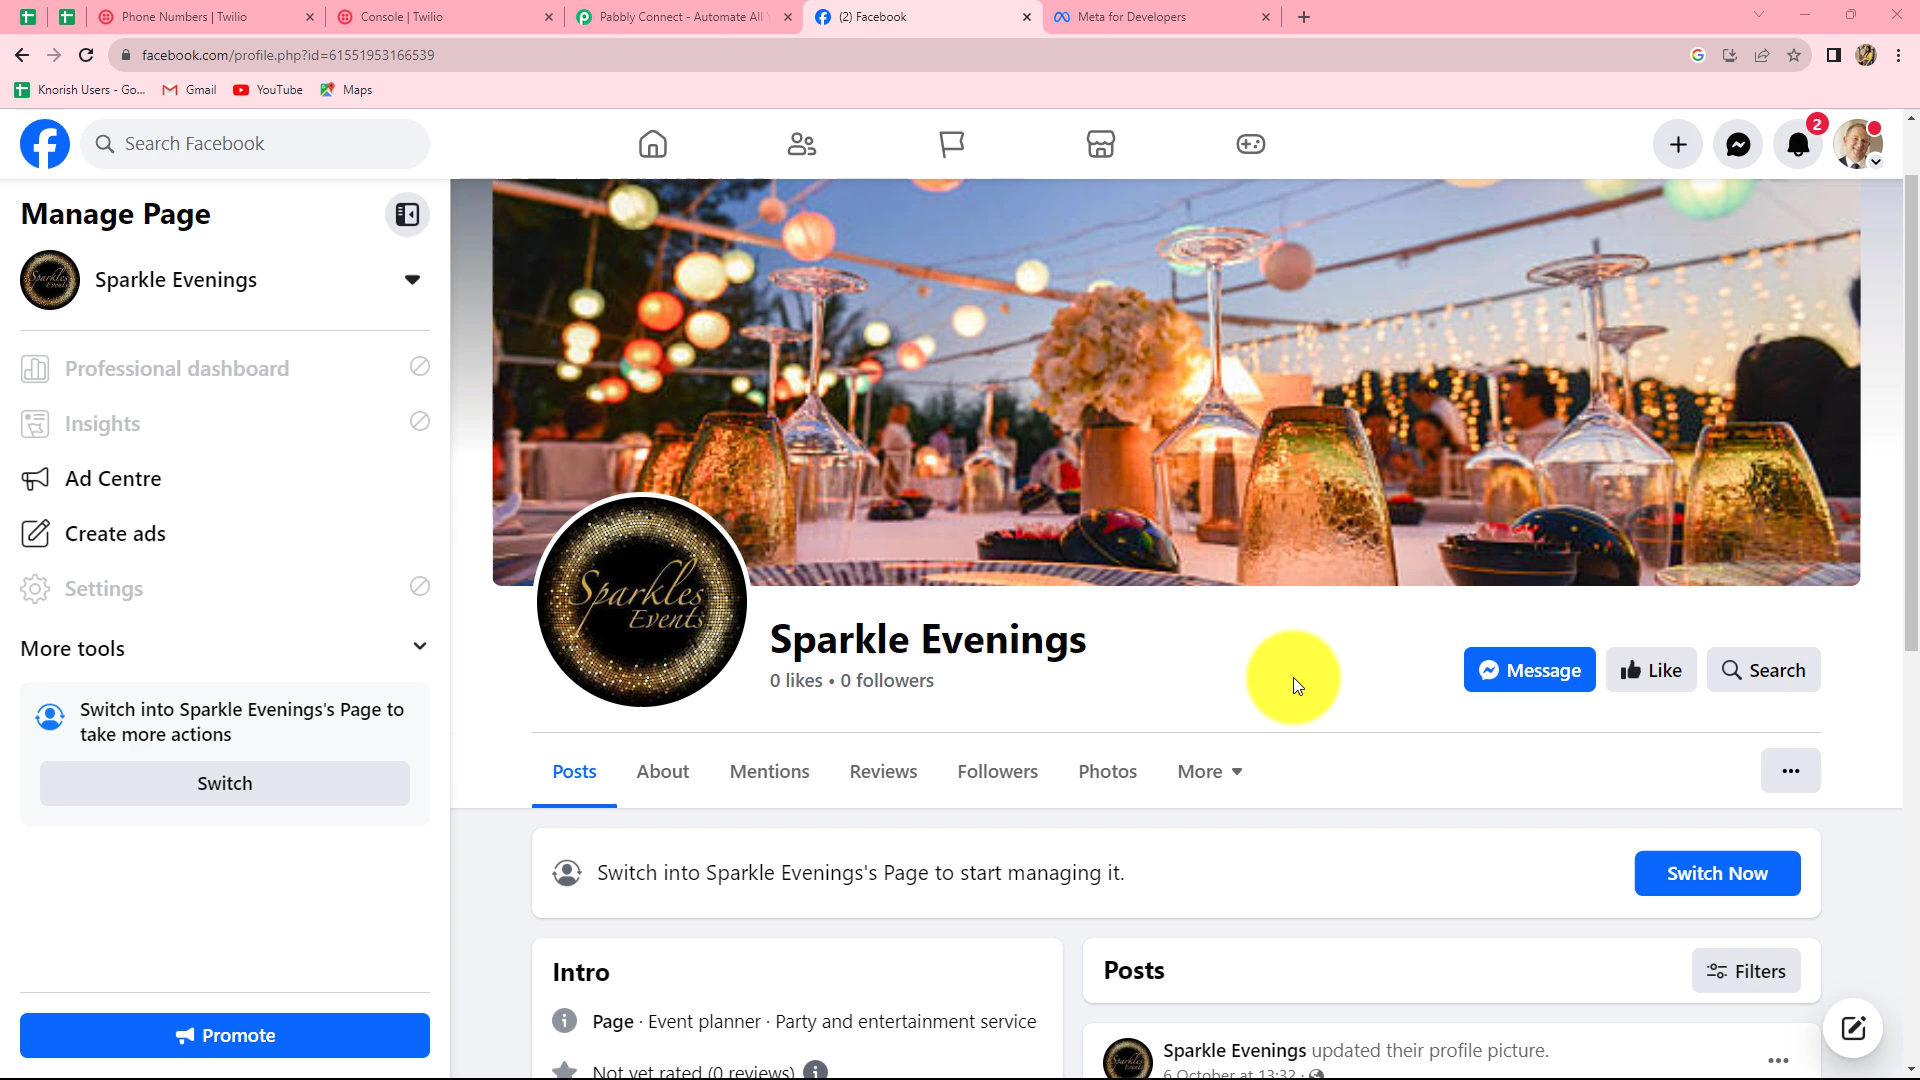 Phone Numbers | Twilio
Console | Twilio
Pabbly Connect - Automate All
(2) Facebook
Meta for Developers
facebook.com/profile.php?id=61551953166539
Knorish Users - Go...
Gmail
YouTube
Maps
Search Facebook
2
Manage Page
Sparkle Evenings
Professional dashboard
Insights
Ad Centre
Create ads
Settings
More tools
Switch into Sparkle Evenings's Page to
take more actions
Switch
Promote
Sparkles
Events
Sparkle Evenings
0 likes • 0 followers
Message
Like
Search
Posts
About
Mentions
Reviews
Followers
Photos
More
Switch into Sparkle Evenings's Page to start managing it.
Switch Now
Intro
Page · Event planner · Party and entertainment service
Not yet rated (0 reviews)
Posts
Filters
Sparkle Evenings updated their profile picture.
6 October at 13:32